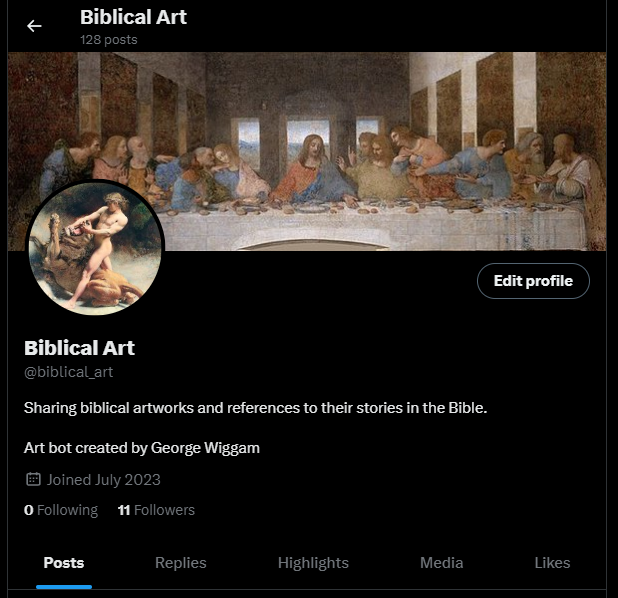 Biblical Art
128 posts
Edit profile
Biblical Art
@biblical_art
Sharing biblical artworks and references to their stories in the Bible.
Art bot created by George Wiggam
Joined July 2023
0 Following 11 Followers
Posts Replies Highlights Media Likes